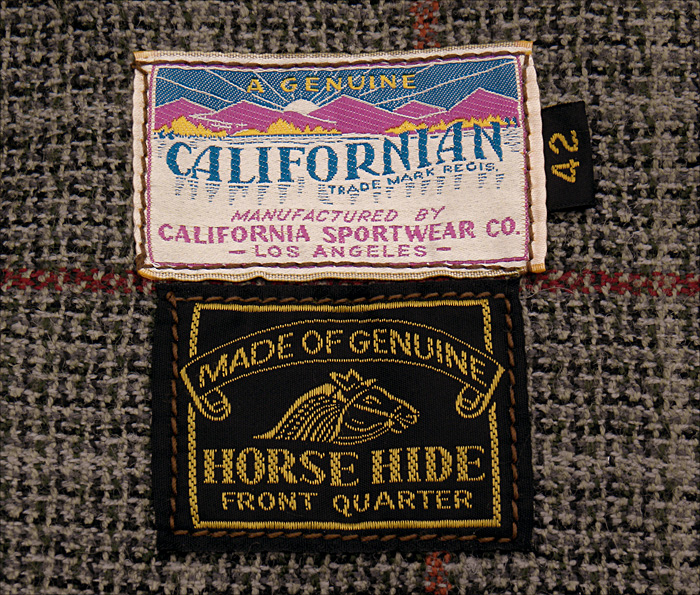 A GENUINE
"CALIFORNIAN"
TRADE MARK REGIS.
MANUFACTURED BY
CALIFORNIA SPORTWEAR CO.
- LOS ANGELES -
42
MADE OF GENUINE
HORSE HIDE
FRONT QUARTER